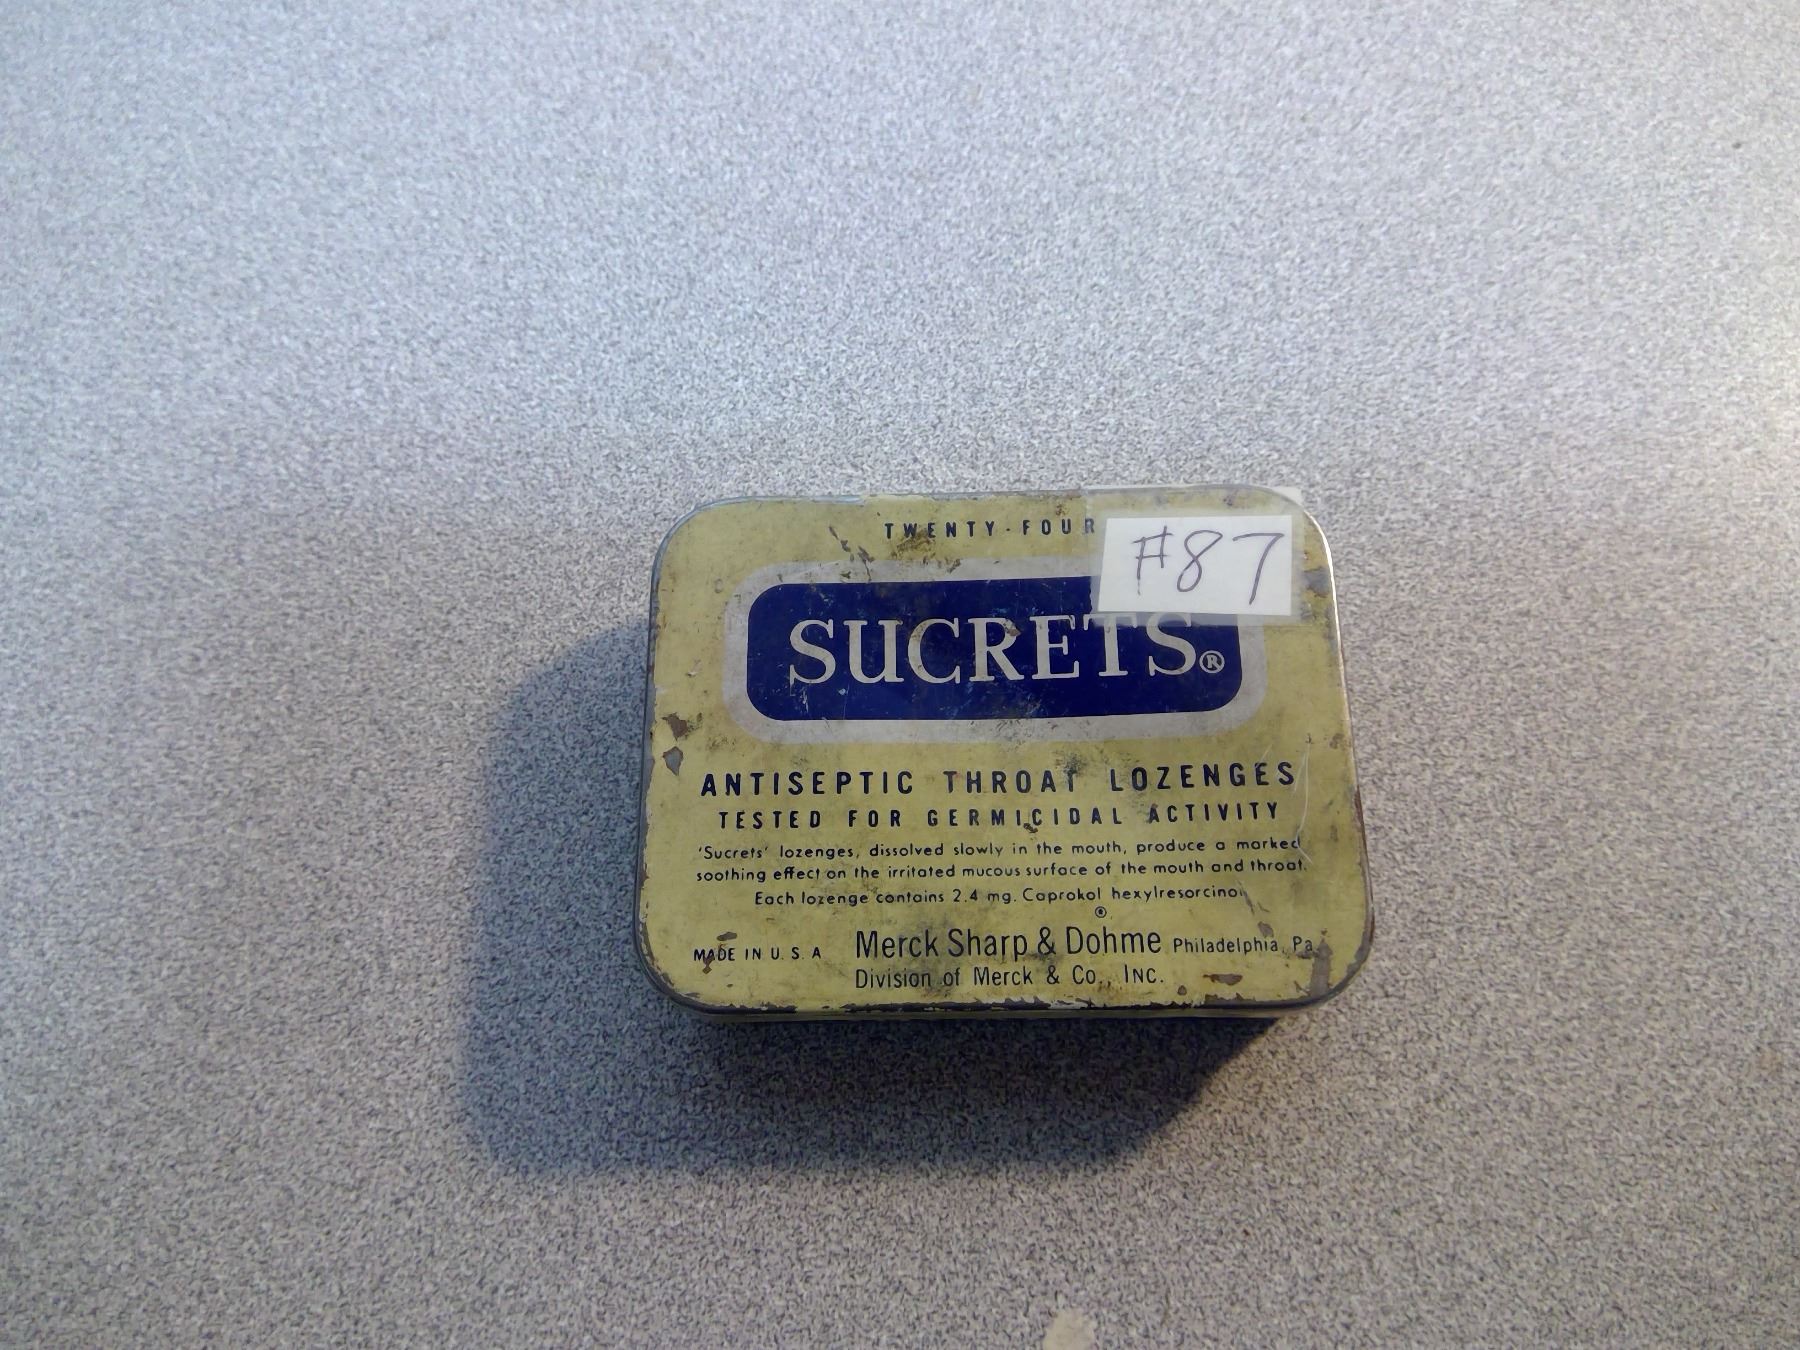 TWENTY-FOUR
#87
SUCRETS®
ANTISEPTIC THROAT LOZENGES
TESTED FOR GERMICIDAL ACTIVITY
'Sucrets' lozenges, dissolved slowly in the mouth, produce a marked
soothing effect on the irritated mucous surface of the mouth and throat.
Each lozenge contains 2.4 mg. Caprokol hexylresorcinol
®
MADE IN U.S.A Merck Sharp & Dohme Philadelphia, Pa.
Division of Merck & Co., INC.